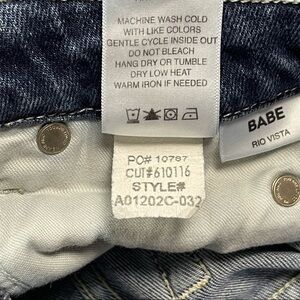 MACHINE WASH COLD
WITH LIKE COLORS
GENTLE CYCLE INSIDE OUT
DO NOT BLEACH
HANG DRY OR TUMBLE
DRY LOW HEAT
WARM IRON IF NEEDED
BABE
RIO VISTA
PO# 10787
CUT#610116
STYLE#
A01202C-032